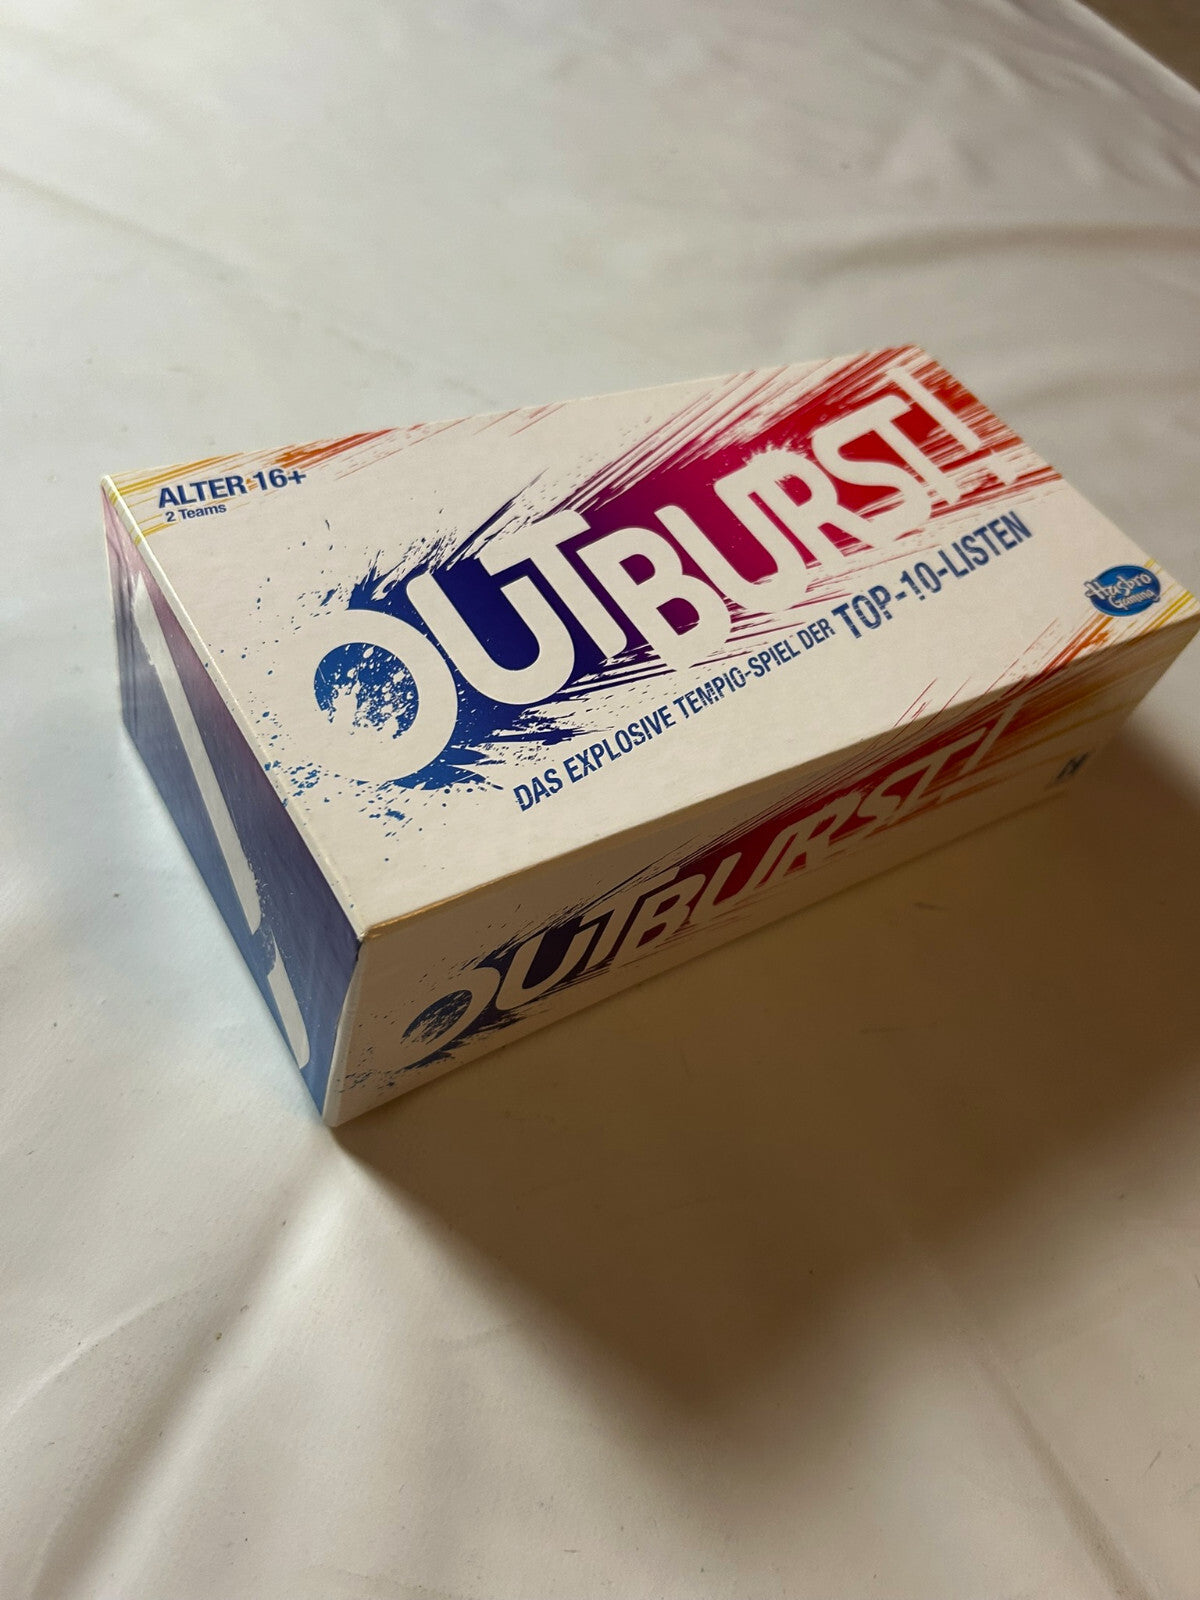 ALTER 16+
2 Teams
OUTBURST!
DAS EXPLOSIVE TEMPO-SPIEL DER TOP-10-LISTEN
Hasbro
Gaming
OUTBURST!